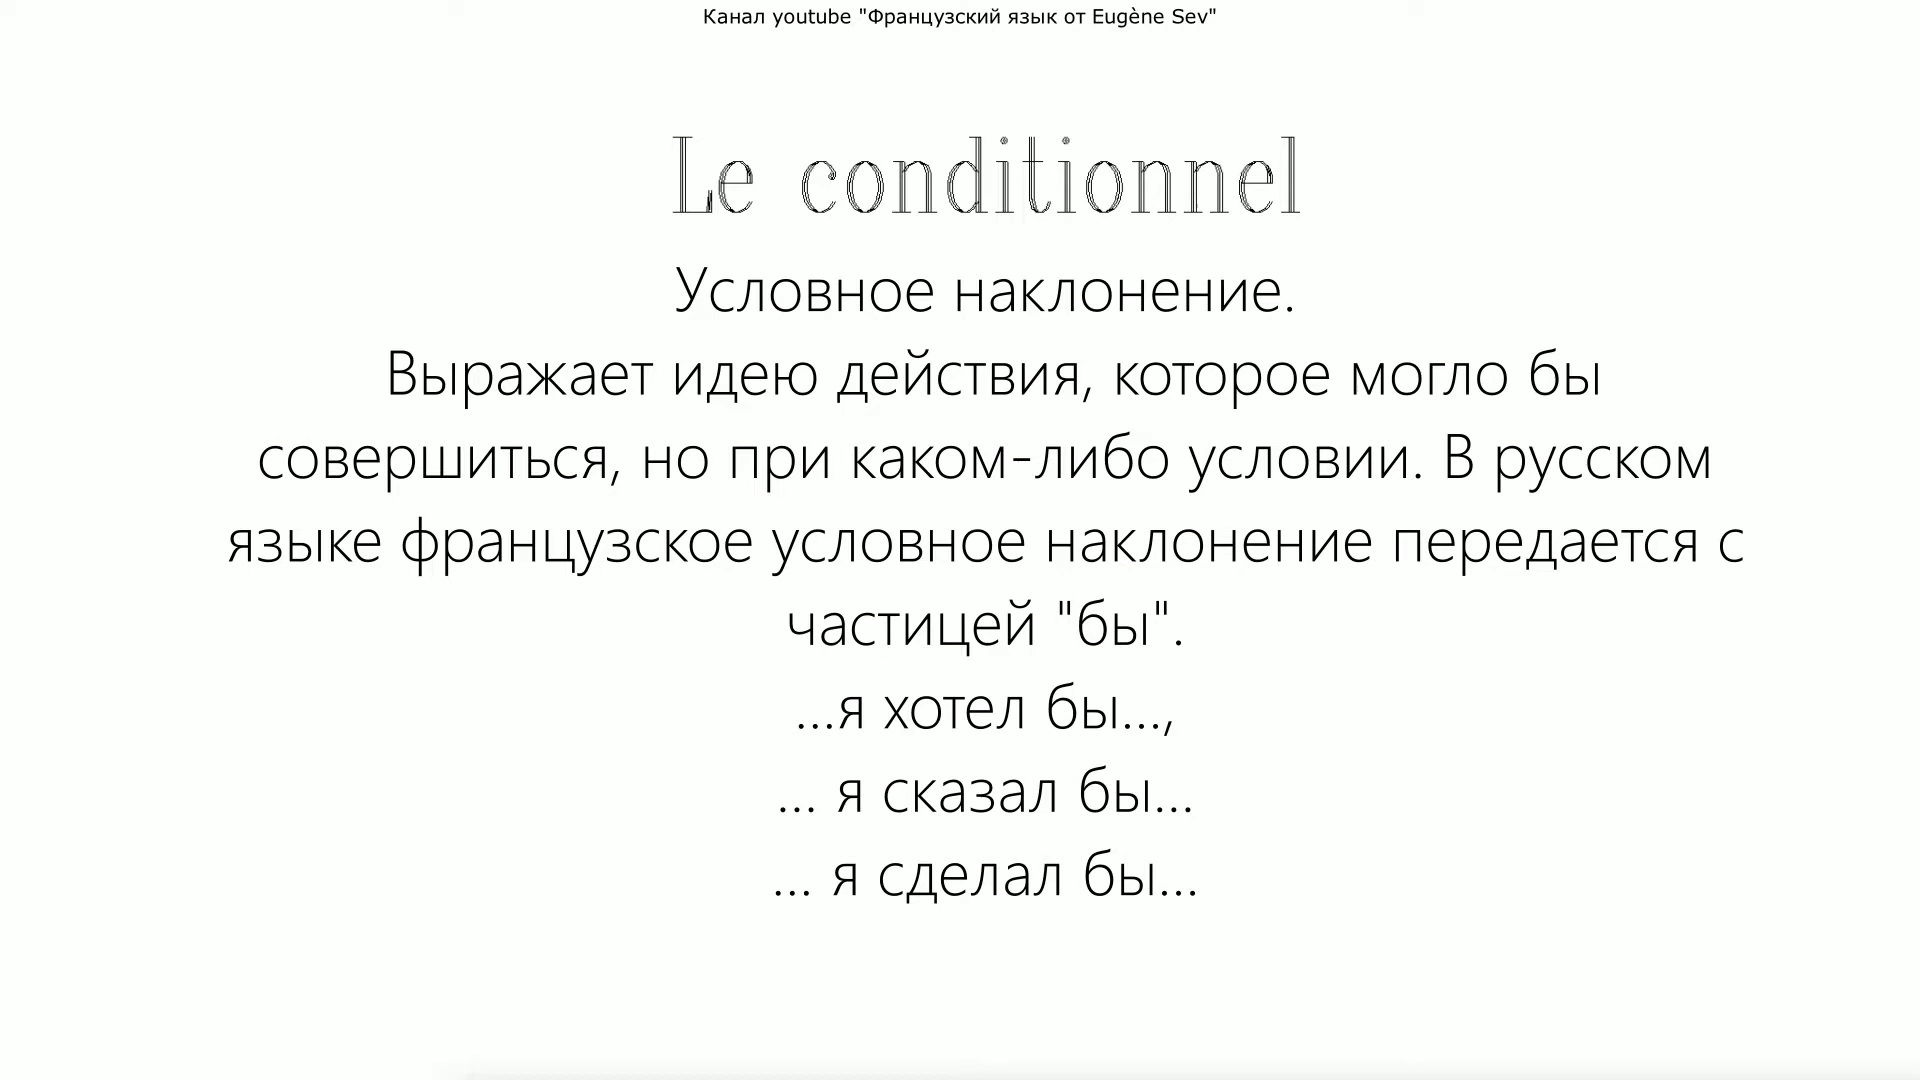 Канал youtube "Французский язык от Eugène Sev"
Le conditionnel
Условное наклонение.
Выражает идею действия, которое могло бы
совершиться, но при каком-либо условии. В русском
языке французское условное наклонение передается с
частицей "бы".
...я хотел бы...,
... я сказал бы...
... я сделал бы...